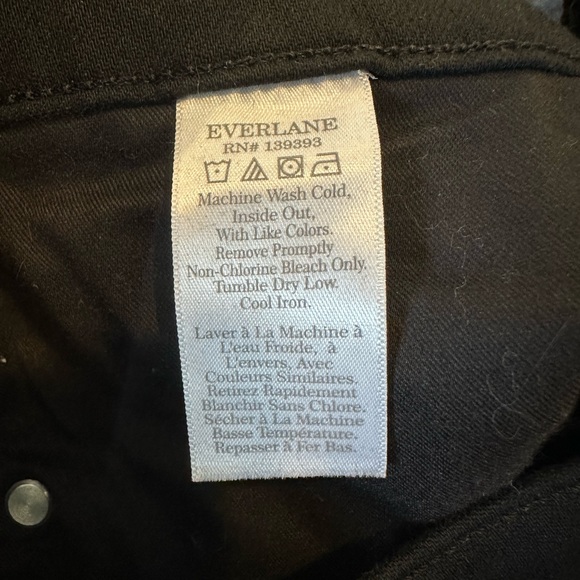 EVERLANE
RN# 139393
Machine Wash Cold,
Inside Out,
With Like Colors.
Remove Promptly
Non-Chlorine Bleach Only.
Tumble Dry Low.
Cool Iron.
Laver à La Machine à
L'eau Froide, à
L'envers, Avec
Couleurs Similaires.
Retirez Rapidement
Blanchir Sans Chlore.
Sécher à La Machine
Basse Température.
Repasser à Fer Bas.